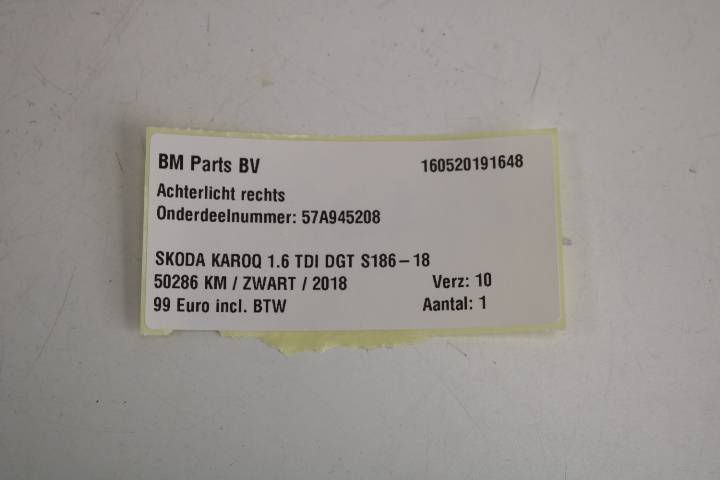 BM Parts BV 160520191648
Achterlicht rechts
Onderdeelnummer: 57A945208
SKODA KAROQ 1.6 TDI DGT S186-18
50286 KM / ZWART / 2018 Verz: 10
99 Euro incl. BTW Aantal: 1